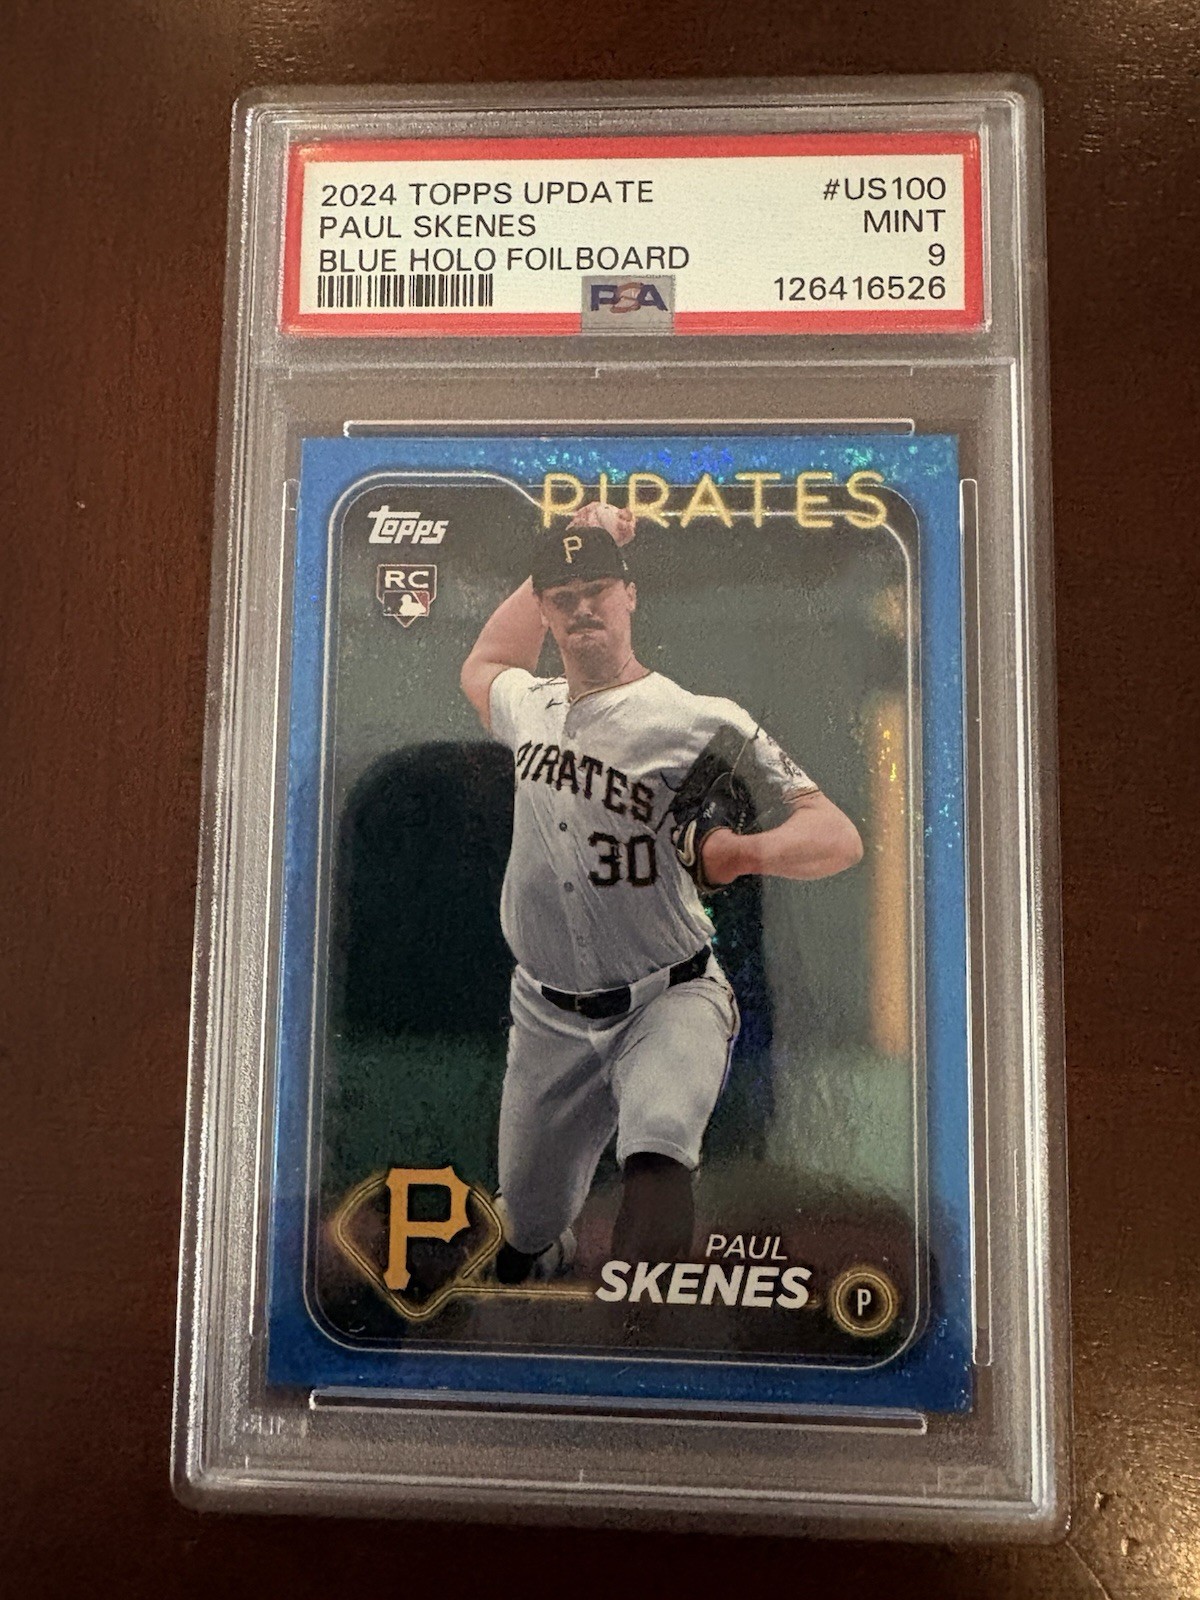 2024 TOPPS UPDATE #US100
PAUL SKENES MINT
BLUE HOLO FOILBOARD 9
PSA 126416526
PIRATES
topps
P
RC
PIRATES
30
P
PAUL
SKENES
P